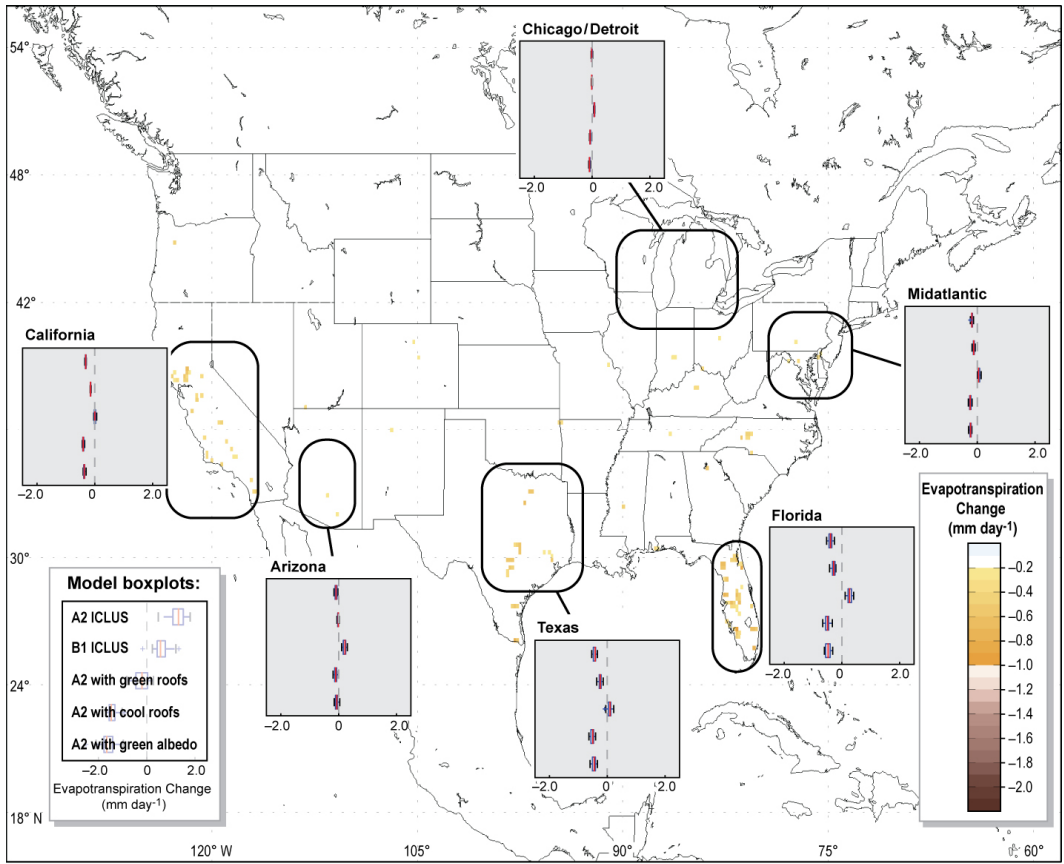 Chicago/Detroit
−2.0 0 2.0
54°
48°
42°
30°
24°
18° N
California
−2.0 0 2.0
Midatlantic
−2.0 0 2.0
Evapotranspiration
Change
(mm day-1)
−0.2
−0.4
−0.6
−0.8
−1.0
−1.2
−1.4
−1.6
−1.8
−2.0
Florida
−2.0 0 2.0
Arizona
−2.0 0 2.0
Texas
−2.0 0 2.0
Model boxplots:
A2 ICLUS
B1 ICLUS
A2 with green roofs
A2 with cool roofs
A2 with green albedo
−2.0 0 2.0
Evapotranspiration Change
(mm day-1)
120° W 105° 90° 75° 60°